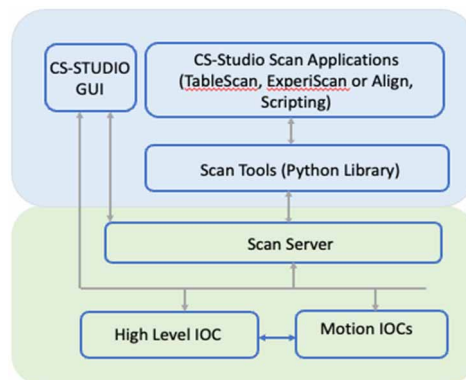 CS-STUDIO
GUI
CS-Studio Scan Applications
(TableScan, ExperiScan or Align,
Scripting)
Scan Tools (Python Library)
Scan Server
High Level IOC
Motion IOCs